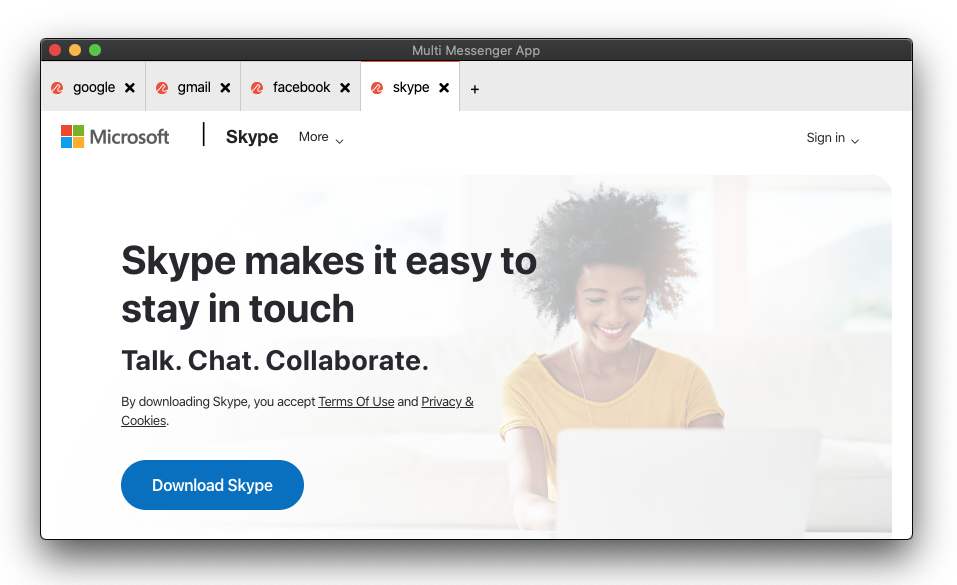 Multi Messenger App
google gmail facebook skype +
Microsoft Skype More Sign in
Skype makes it easy to
stay in touch
Talk. Chat. Collaborate.
By downloading Skype, you accept Terms Of Use and Privacy &
Cookies.
Download Skype